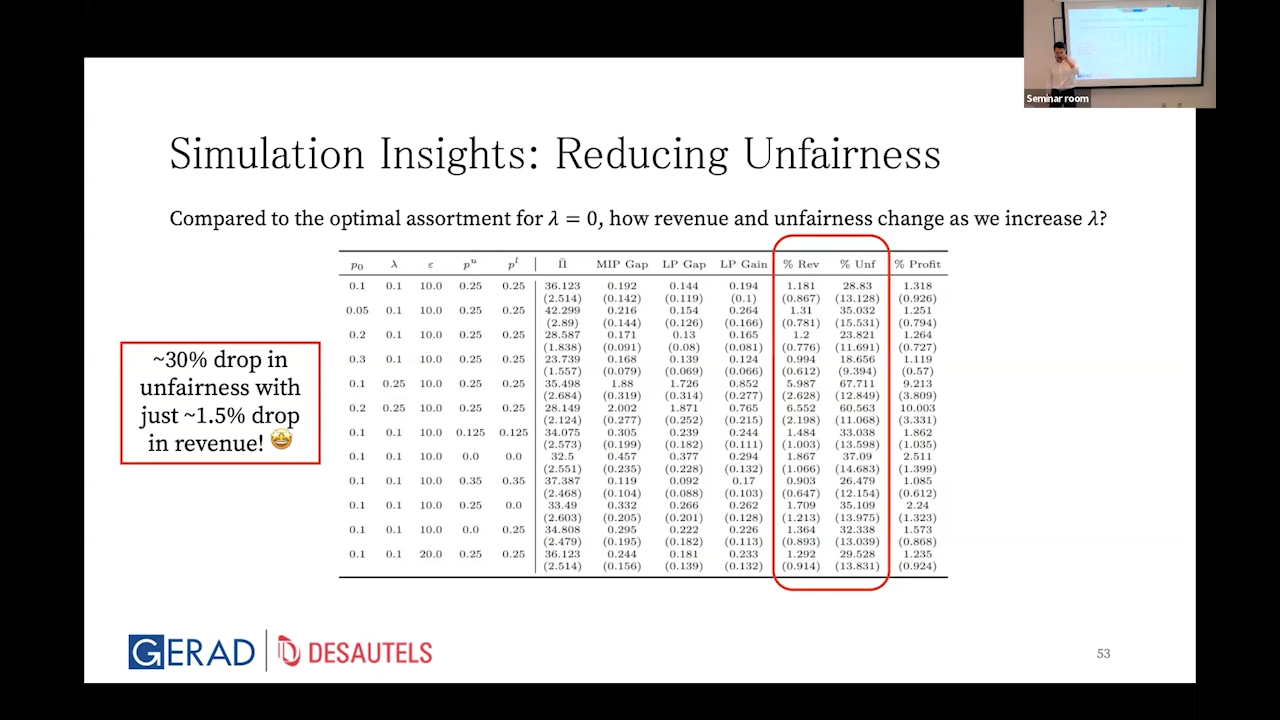 Seminar room
Simulation Insights: Reducing Unfairness
Compared to the optimal assortment for λ = 0, how revenue and unfairness change as we increase λ?
p₀ λ ε pᵘ pˡ Π̄ MIP Gap LP Gap LP Gain % Rev % Unf % Profit
0.1 0.1 10.0 0.25 0.25 36.123 0.192 0.144 0.194 1.181 28.83 1.318
(2.514) (0.142) (0.119) (0.1) (0.867) (13.128) (0.926)
0.05 0.1 10.0 0.25 0.25 42.299 0.216 0.154 0.264 1.31 35.032 1.251
(2.89) (0.144) (0.126) (0.166) (0.781) (15.531) (0.794)
0.2 0.1 10.0 0.25 0.25 28.587 0.171 0.13 0.165 1.2 23.821 1.264
(1.838) (0.091) (0.08) (0.081) (0.776) (11.691) (0.727)
0.3 0.1 10.0 0.25 0.25 23.739 0.168 0.139 0.124 0.994 18.656 1.119
(1.557) (0.079) (0.069) (0.066) (0.612) (9.394) (0.57)
0.1 0.25 10.0 0.25 0.25 35.498 1.88 1.726 0.852 5.987 67.711 9.213
(2.684) (0.319) (0.314) (0.277) (2.628) (12.849) (3.809)
0.2 0.25 10.0 0.25 0.25 28.149 2.002 1.871 0.765 6.552 60.563 10.003
(2.124) (0.277) (0.252) (0.215) (2.198) (11.068) (3.331)
0.1 0.1 10.0 0.125 0.125 34.075 0.305 0.239 0.244 1.484 33.038 1.862
(2.573) (0.199) (0.182) (0.111) (1.003) (13.598) (1.035)
0.1 0.1 10.0 0.0 0.0 32.5 0.457 0.377 0.294 1.867 37.09 2.511
(2.551) (0.235) (0.228) (0.132) (1.066) (14.683) (1.399)
0.1 0.1 10.0 0.35 0.35 37.387 0.119 0.092 0.17 0.903 26.479 1.085
(2.468) (0.104) (0.088) (0.103) (0.647) (12.154) (0.612)
0.1 0.1 10.0 0.25 0.0 33.49 0.332 0.266 0.262 1.709 35.109 2.24
(2.603) (0.205) (0.201) (0.128) (1.213) (13.975) (1.323)
0.1 0.1 10.0 0.0 0.25 34.808 0.295 0.222 0.226 1.364 32.338 1.573
(2.479) (0.195) (0.182) (0.113) (0.893) (13.039) (0.868)
0.1 0.1 20.0 0.25 0.25 36.123 0.244 0.181 0.233 1.292 29.528 1.235
(2.514) (0.156) (0.139) (0.132) (0.914) (13.831) (0.924)
~30% drop in
unfairness with
just ~1.5% drop
in revenue! 🤩
GERAD DESAUTELS
53